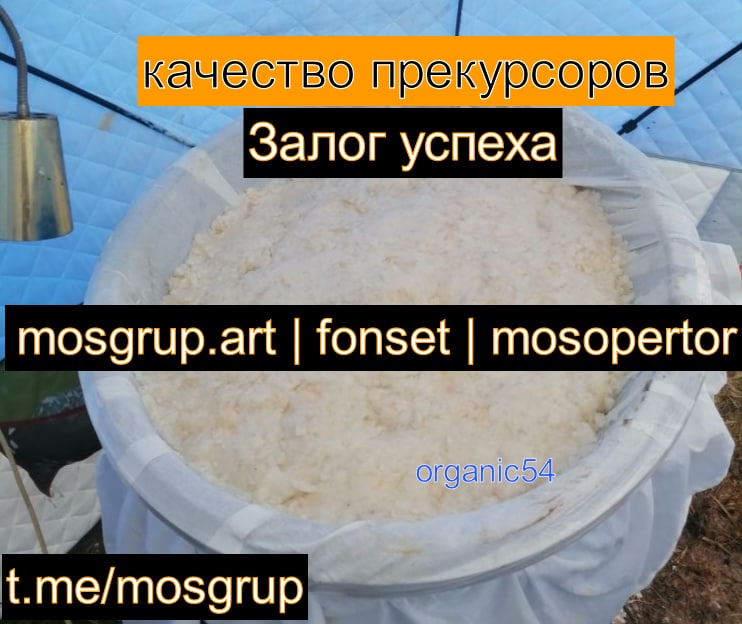 качество прекурсоров
Залог успеха
mosgrup.art | fonset | mosopertor
organic54
t.me/mosgrup